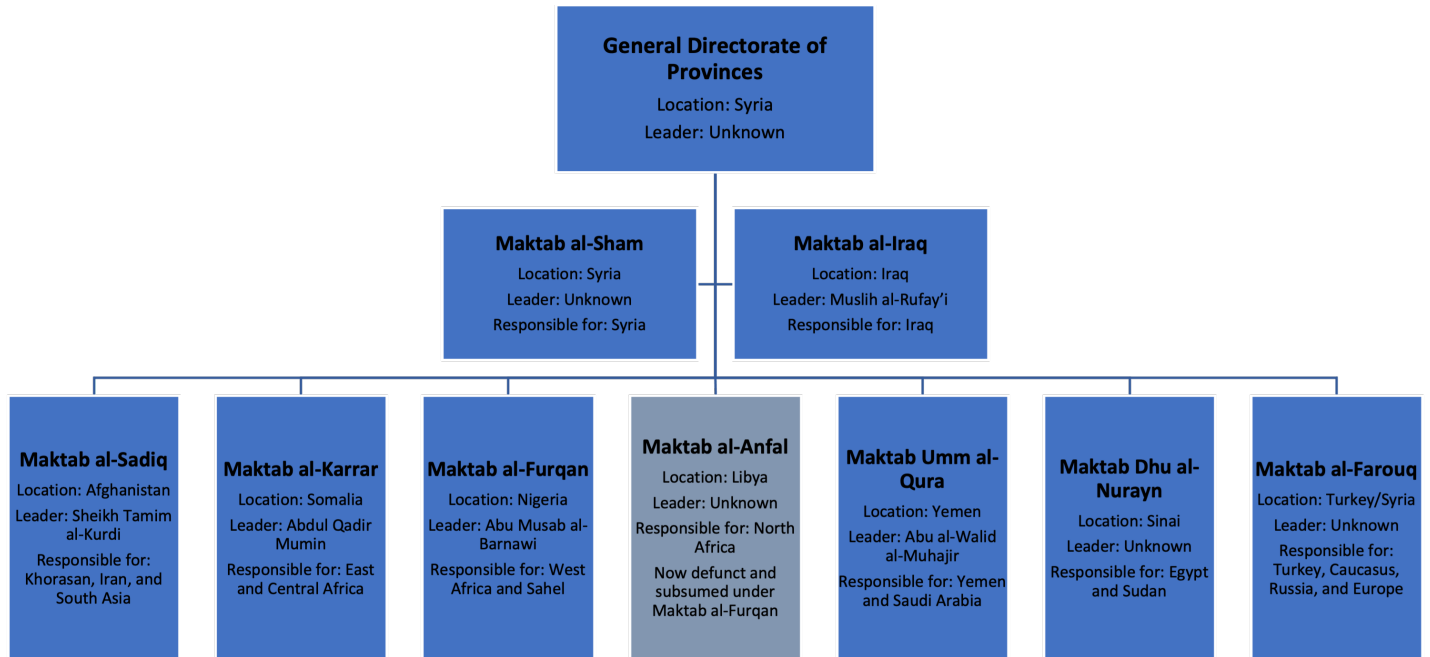 General Directorate of
Provinces
Location: Syria
Leader: Unknown
Maktab al-Sham
Location: Syria
Leader: Unknown
Responsible for: Syria
Maktab al-Iraq
Location: Iraq
Leader: Muslih al-Rufay’i
Responsible for: Iraq
Maktab al-Sadiq
Location: Afghanistan
Leader: Sheikh Tamim
al-Kurdi
Responsible for:
Khorasan, Iran, and
South Asia
Maktab al-Karrar
Location: Somalia
Leader: Abdul Qadir
Mumin
Responsible for: East
and Central Africa
Maktab al-Furqan
Location: Nigeria
Leader: Abu Musab al-
Barnawi
Responsible for: West
Africa and Sahel
Maktab al-Anfal
Location: Libya
Leader: Unknown
Responsible for: North
Africa
Now defunct and
subsumed under
Maktab al-Furqan
Maktab Umm al-
Qura
Location: Yemen
Leader: Abu al-Walid
al-Muhajir
Responsible for: Yemen
and Saudi Arabia
Maktab Dhu al-
Nurayn
Location: Sinai
Leader: Unknown
Responsible for: Egypt
and Sudan
Maktab al-Farouq
Location: Turkey/Syria
Leader: Unknown
Responsible for:
Turkey, Caucasus,
Russia, and Europe